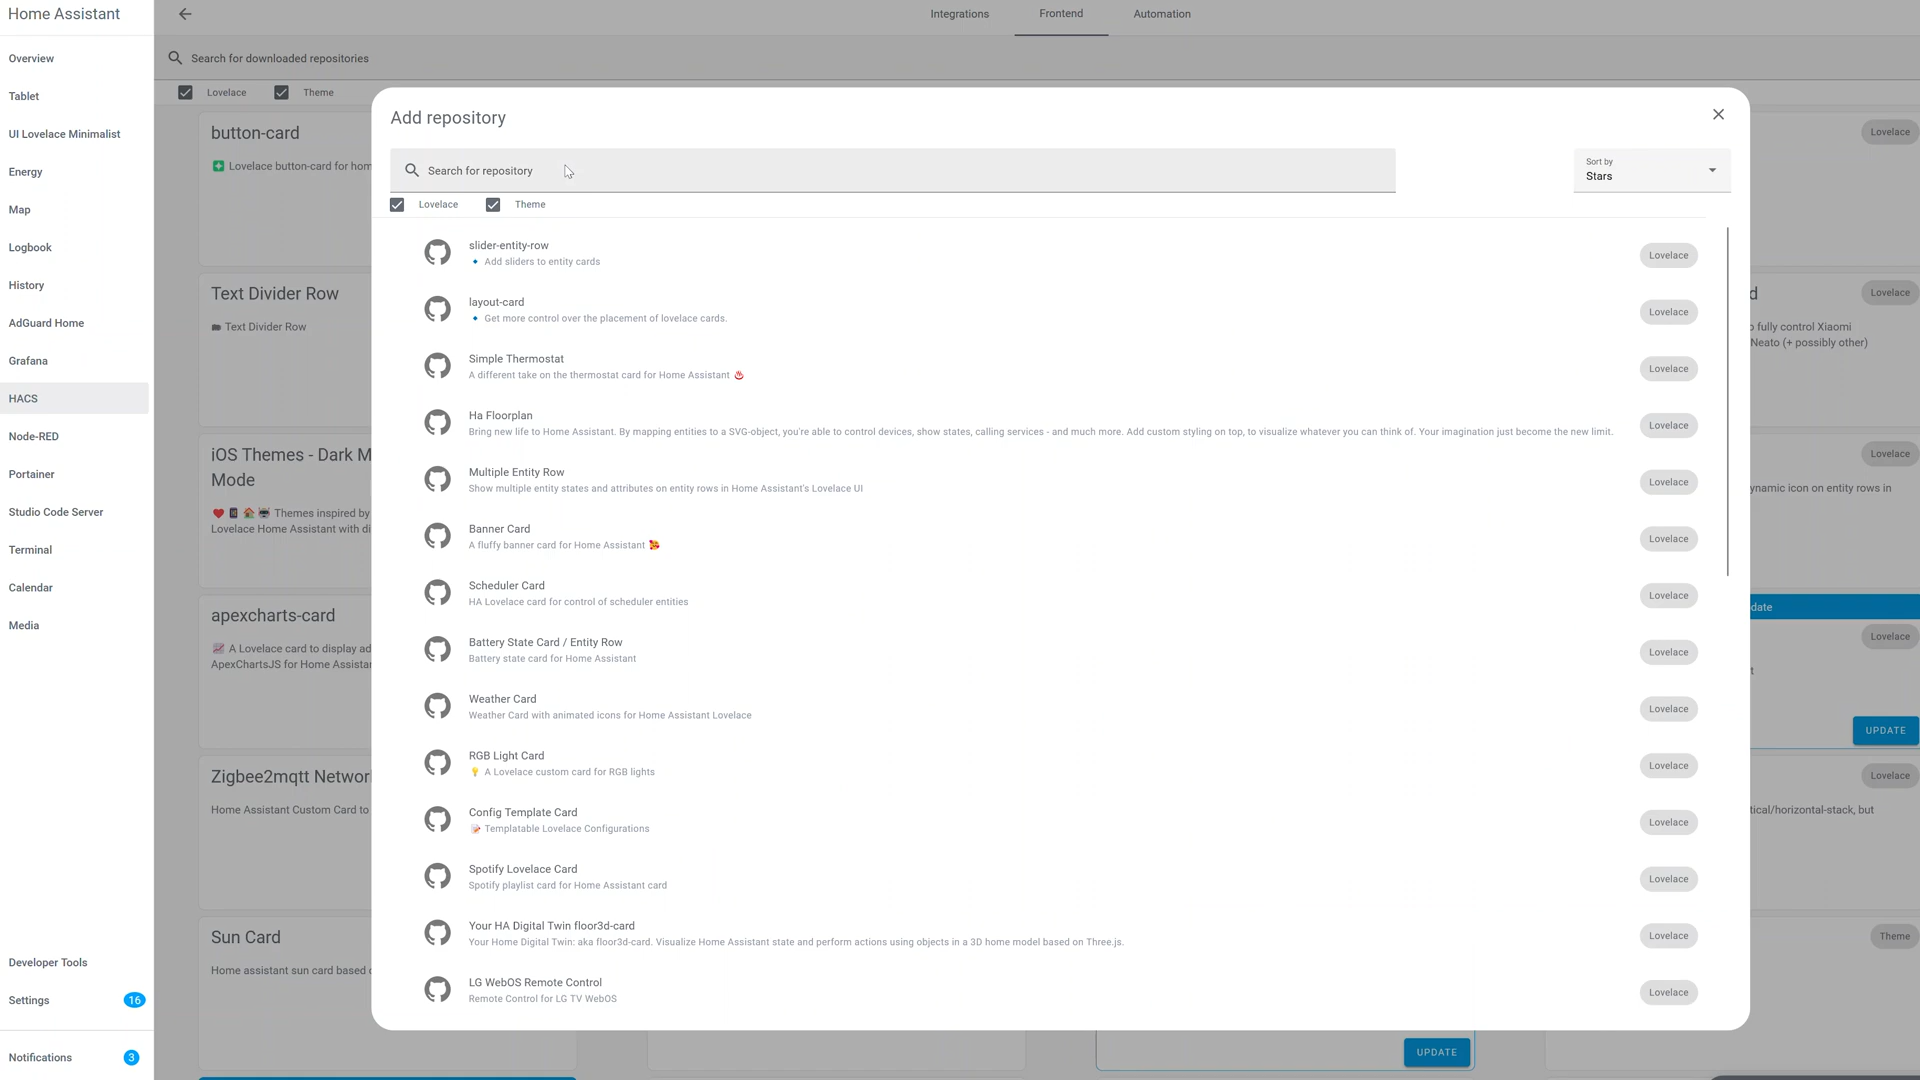 Home Assistant
Integrations
Frontend
Automation
Overview
Search for downloaded repositories
Lovelace
Theme
Tablet
UI Lovelace Minimalist
Energy
Map
Logbook
History
AdGuard Home
Grafana
HACS
Node-RED
Portainer
Studio Code Server
Terminal
Calendar
Media
Developer Tools
Settings
16
Notifications
3
button-card
Lovelace button-card for hom
Text Divider Row
Text Divider Row
iOS Themes - Dark M
Mode
Themes inspired by
Lovelace Home Assistant with di
apexcharts-card
A Lovelace card to display ad
ApexChartsJS for Home Assistan
Zigbee2mqtt Networ
Home Assistant Custom Card to
Sun Card
Home assistant sun card based o
Add repository
Search for repository
Sort by
Stars
Lovelace
Theme
slider-entity-row
Add sliders to entity cards
Lovelace
layout-card
Get more control over the placement of lovelace cards.
Lovelace
Simple Thermostat
A different take on the thermostat card for Home Assistant ♨
Lovelace
Ha Floorplan
Bring new life to Home Assistant. By mapping entities to a SVG-object, you're able to control devices, show states, calling services - and much more. Add custom styling on top, to visualize whatever you can think of. Your imagination just become the new limit.
Lovelace
Multiple Entity Row
Show multiple entity states and attributes on entity rows in Home Assistant's Lovelace UI
Lovelace
Banner Card
A fluffy banner card for Home Assistant 🥰
Lovelace
Scheduler Card
HA Lovelace card for control of scheduler entities
Lovelace
Battery State Card / Entity Row
Battery state card for Home Assistant
Lovelace
Weather Card
Weather Card with animated icons for Home Assistant Lovelace
Lovelace
RGB Light Card
A Lovelace custom card for RGB lights
Lovelace
Config Template Card
Templatable Lovelace Configurations
Lovelace
Spotify Lovelace Card
Spotify playlist card for Home Assistant card
Lovelace
Your HA Digital Twin floor3d-card
Your Home Digital Twin: aka floor3d-card. Visualize Home Assistant state and perform actions using objects in a 3D home model based on Three.js.
Lovelace
LG WebOS Remote Control
Remote Control for LG TV WebOS
Lovelace
Lovelace
d
Lovelace
o fully control Xiaomi
Neato (+ possibly other)
Lovelace
ynamic icon on entity rows in
date
Lovelace
t
UPDATE
Lovelace
tical/horizontal-stack, but
Theme
UPDATE